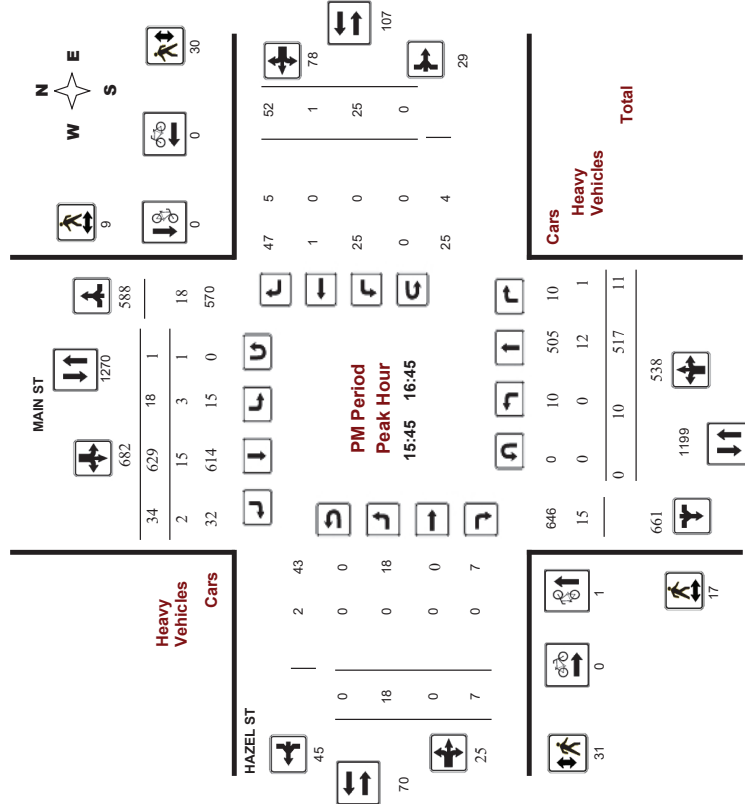 N
W E
S
30
0
9
0
MAIN ST
1270
682
588
34 629 18 1
2 15 3 1 18
32 614 15 0 570
Heavy
Vehicles
Cars
107
78
29
52 1 25 0
5 0 0 0 4
47 1 25 0 25
PM Period
Peak Hour
15:45 16:45
HAZEL ST
45
70
25
43 0 18 0 7
2 0 0 0 0
0 18 0 7
Cars
Heavy
Vehicles
Total
646 0 10 505 10
15 0 0 12 1
0 10 517 11
661
538
1199
1
0
17
31